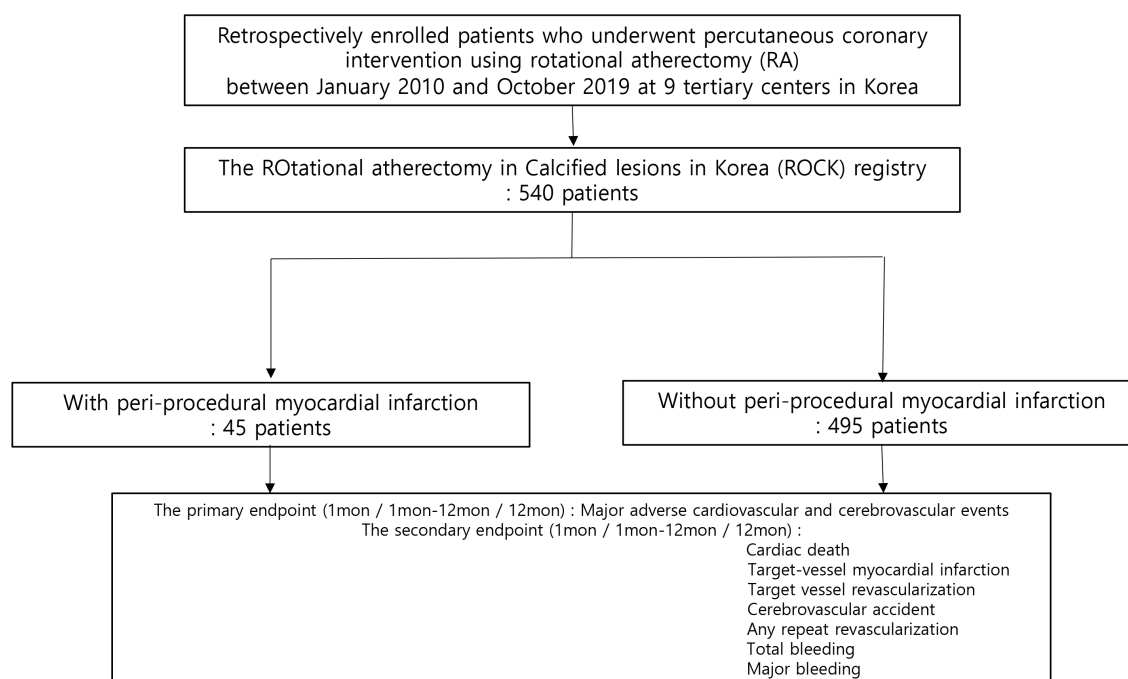 Retrospectively enrolled patients who underwent percutaneous coronary
intervention using rotational atherectomy (RA)
between January 2010 and October 2019 at 9 tertiary centers in Korea
The ROtational atherectomy in Calcified lesions in Korea (ROCK) registry
: 540 patients
With peri-procedural myocardial infarction
: 45 patients
Without peri-procedural myocardial infarction
: 495 patients
The primary endpoint (1mon / 1mon-12mon / 12mon) : Major adverse cardiovascular and cerebrovascular events
The secondary endpoint (1mon / 1mon-12mon / 12mon) :
Cardiac death
Target-vessel myocardial infarction
Target vessel revascularization
Cerebrovascular accident
Any repeat revascularization
Total bleeding
Major bleeding